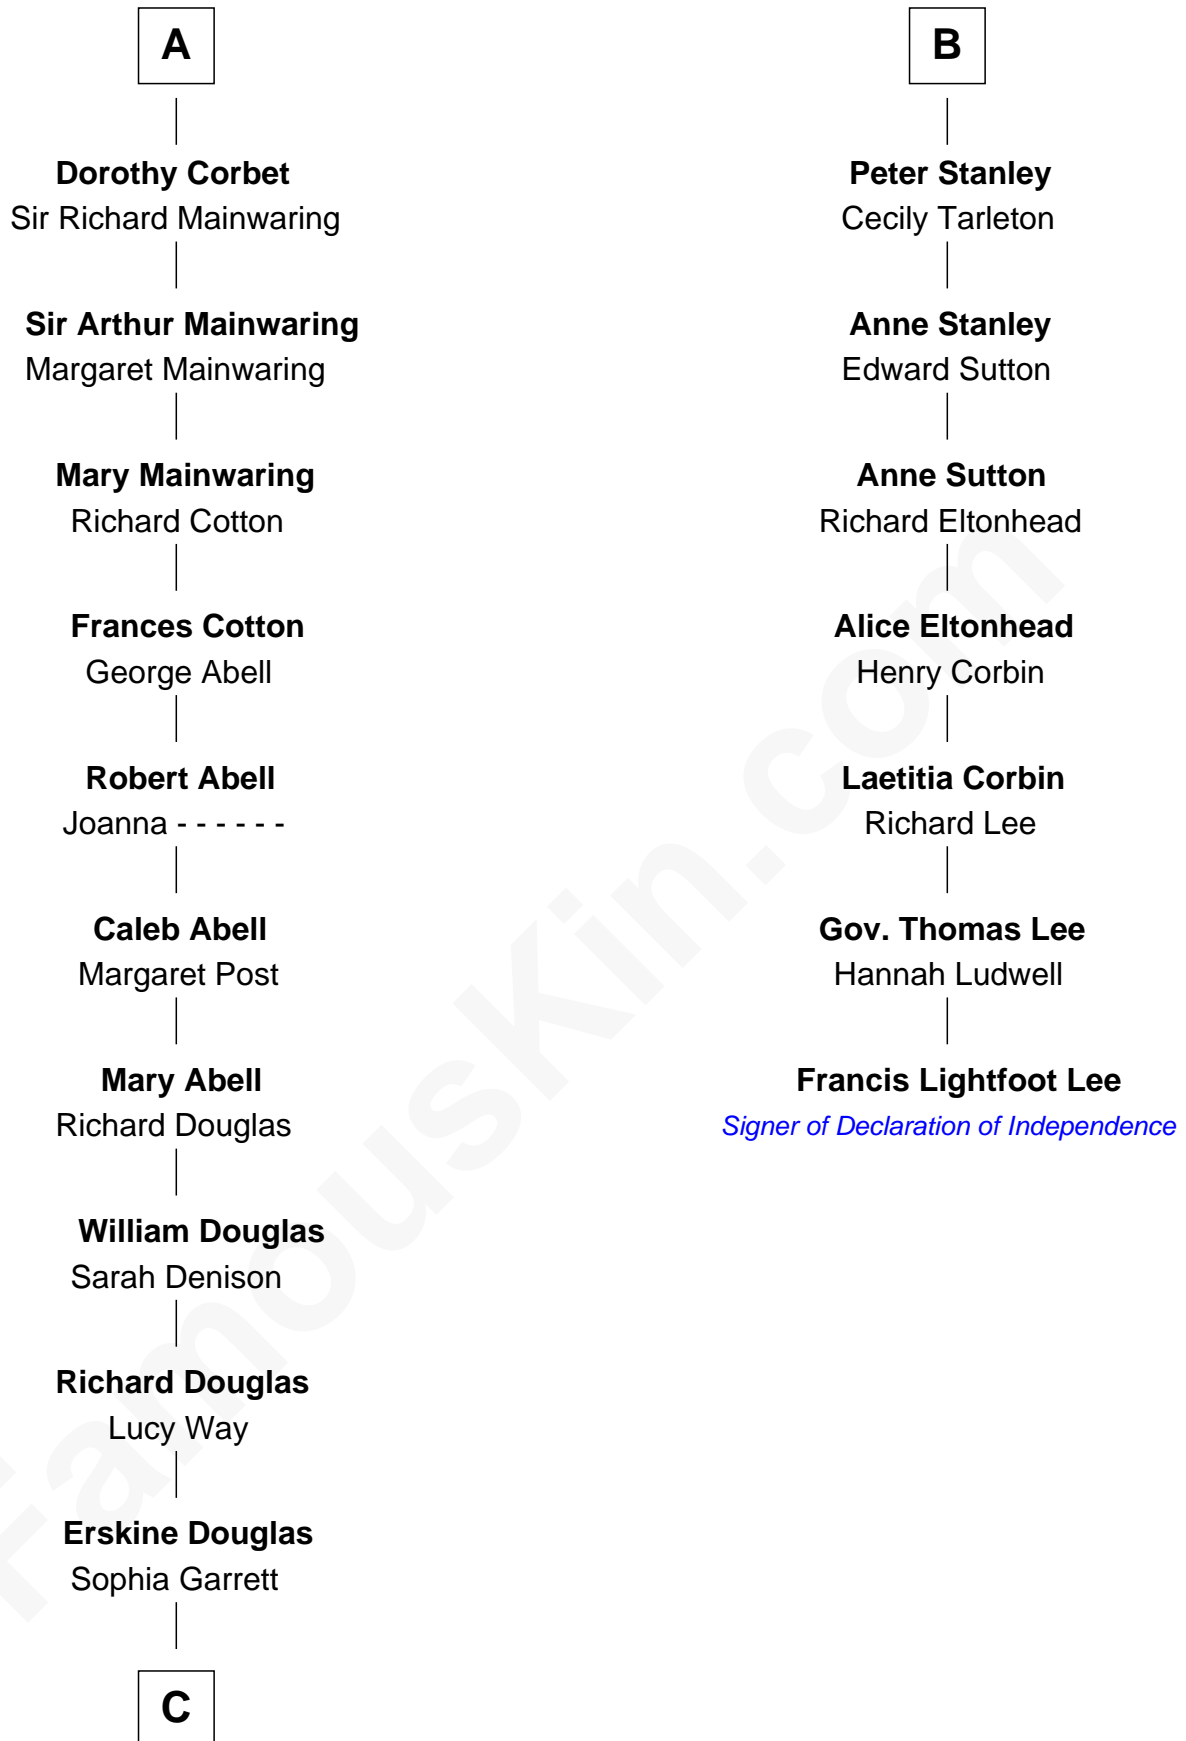 A
Dorothy Corbet
Sir Richard Mainwaring
Sir Arthur Mainwaring
Margaret Mainwaring
Mary Mainwaring
Richard Cotton
Frances Cotton
George Abell
Robert Abell
Joanna - - - - - -
Caleb Abell
Margaret Post
Mary Abell
Richard Douglas
William Douglas
Sarah Denison
Richard Douglas
Lucy Way
Erskine Douglas
Sophia Garrett
C
B
Peter Stanley
Cecily Tarleton
Anne Stanley
Edward Sutton
Anne Sutton
Richard Eltonhead
Alice Eltonhead
Henry Corbin
Laetitia Corbin
Richard Lee
Gov. Thomas Lee
Hannah Ludwell
Francis Lightfoot Lee
Signer of Declaration of Independence
FamousKin.com